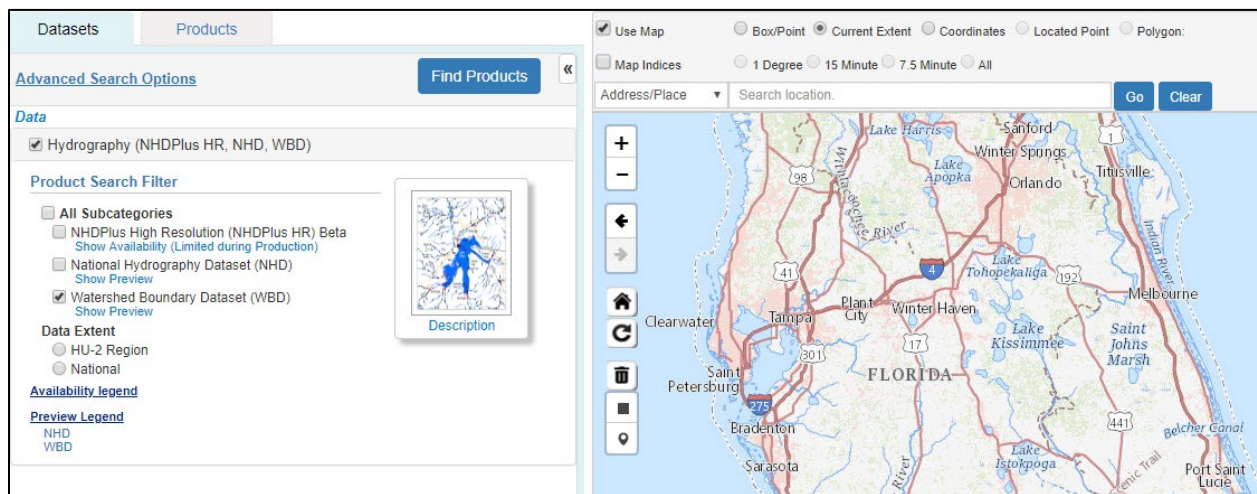 Datasets
Products
Advanced Search Options
Find Products
«
Data
Hydrography (NHDPlus HR, NHD, WBD)
Product Search Filter
All Subcategories
NHDPlus High Resolution (NHDPlus HR) Beta
Show Availability (Limited during Production)
National Hydrography Dataset (NHD)
Show Preview
Watershed Boundary Dataset (WBD)
Show Preview
Description
Data Extent
HU-2 Region
National
Availability legend
Preview Legend
NHD
WBD
Use Map
Box/Point
Current Extent
Coordinates
Located Point
Polygon:
Map Indices
1 Degree
15 Minute
7.5 Minute
All
Address/Place
Search location.
Go
Clear
+
−
Lake Harris
Sanford
Winter Springs
1
Titusville
98
Withlacoochee River
Lake Apopka
Orlando
Indian River
41
4
Lake Tohopekaliga
192
Melbourne
Clearwater
Tampa
Plant City
Winter Haven
Lake Kissimmee
Saint Johns Marsh
301
17
Saint Petersburg
FLORIDA
275
Bradenton
441
Belcher Canal
Sarasota
River
Lake Istokpoga
Scenic Trail
Port Saint Lucie